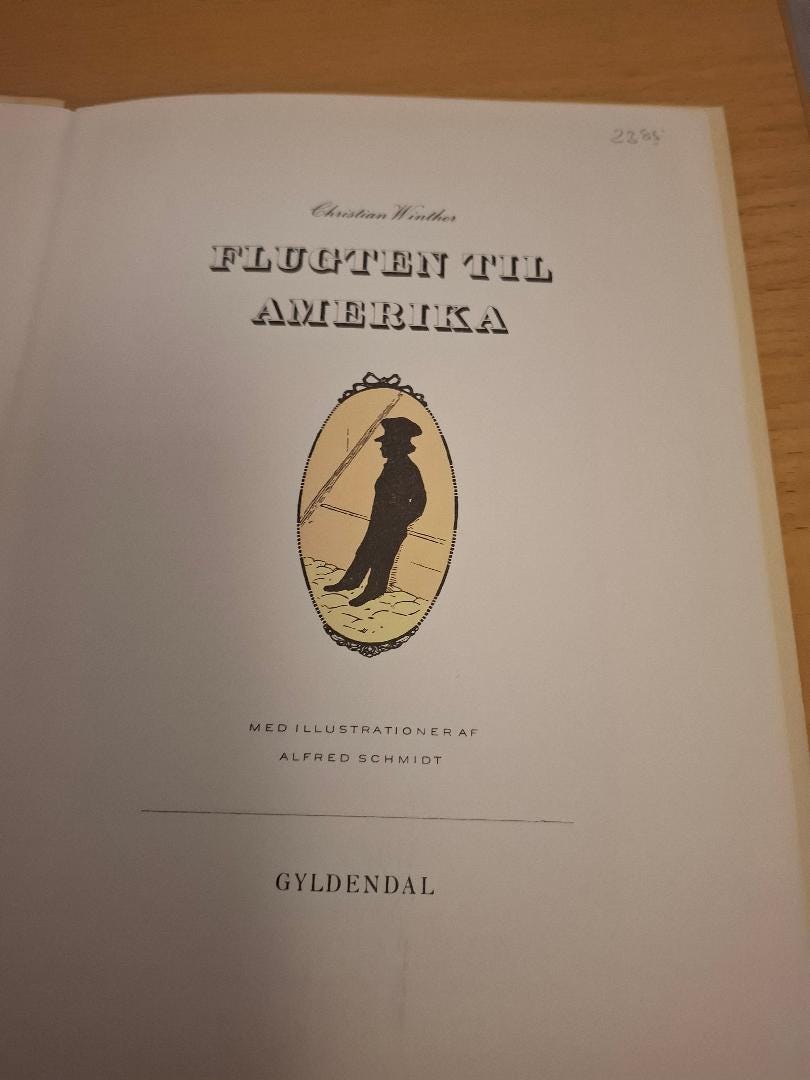 Christian Winther
FLUGTEN TIL
AMERIKA
MED ILLUSTRATIONER AF
ALFRED SCHMIDT
GYLDENDAL